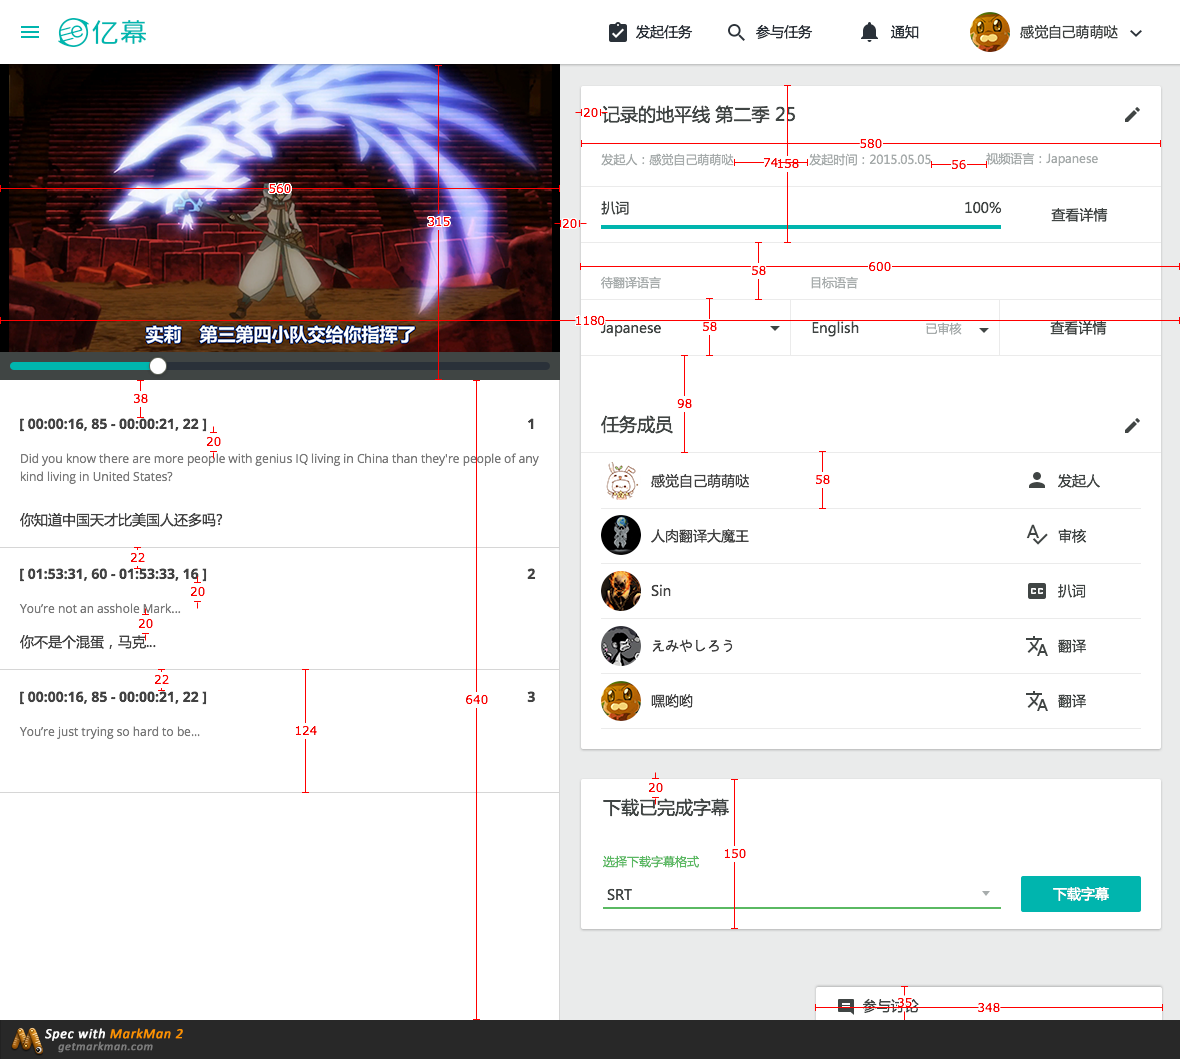 亿幕
发起任务
参与任务
通知
感觉自己萌萌哒
560
315
实莉 第三第四小队交给你指挥了
38
[ 00:00:16, 85 - 00:00:21, 22 ] 1
20
Did you know there are more people with genius IQ living in China than they're people of any
kind living in United States?
你知道中国天才比美国人还多吗?
22
[ 01:53:31, 60 - 01:53:33, 16 ] 2
20
You're not an asshole Mark...
20
你不是个混蛋，马克...
22
[ 00:00:16, 85 - 00:00:21, 22 ] 3
640
124
You're just trying so hard to be...
20
记录的地平线 第二季 25
580
发起人：感觉自己萌萌哒
74
158
发起时间：2015.05.05
56
视频语言：Japanese
扒词
100%
查看详情
20
58
600
待翻译语言
目标语言
1180
Japanese
58
English
已审核
查看详情
98
任务成员
感觉自己萌萌哒
58
发起人
人肉翻译大魔王
审核
Sin
CC
扒词
えみやしろう
翻译
嘿哟哟
翻译
20
下载已完成字幕
150
选择下载字幕格式
SRT
下载字幕
参与讨论
35
348
Spec with MarkMan 2
getmarkman.com